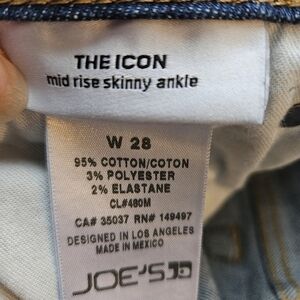 THE ICON
mid rise skinny ankle
W 28
95% COTTON/COTON
3% POLYESTER
2% ELASTANE
CL#480M
CA# 35037 RN# 149497
DESIGNED IN LOS ANGELES
MADE IN MEXICO
JOE'S